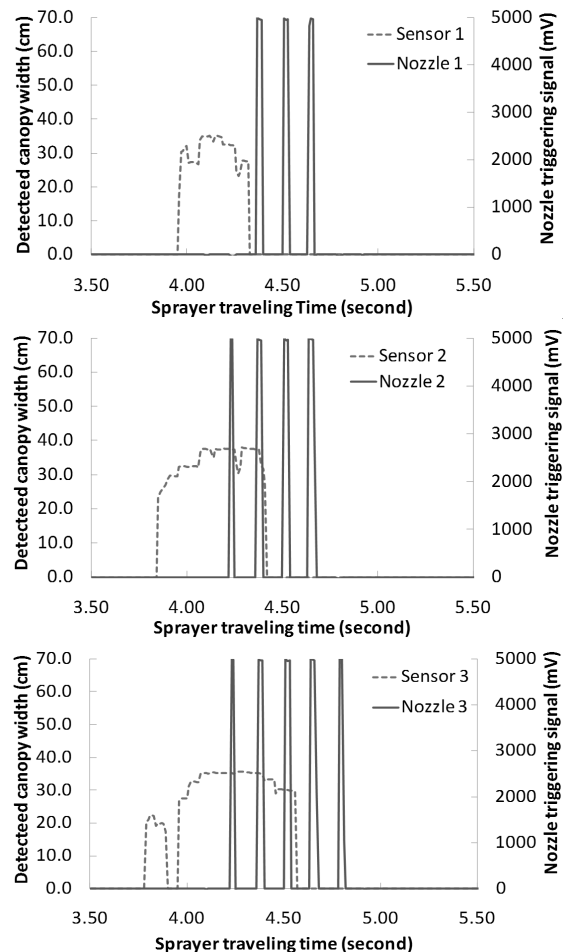 70.0
60.0
50.0
40.0
30.0
20.0
10.0
0.0
Detecteed canopy width (cm)
5000
4000
3000
2000
1000
0
Nozzle triggering signal (mV)
Sensor 1
Nozzle 1
3.50 4.00 4.50 5.00 5.50
Sprayer traveling Time (second)
70.0
60.0
50.0
40.0
30.0
20.0
10.0
0.0
Detecteed canopy width (cm)
5000
4000
3000
2000
1000
0
Nozzle triggering signal (mV)
Sensor 2
Nozzle 2
3.50 4.00 4.50 5.00 5.50
Sprayer traveling time (second)
70.0
60.0
50.0
40.0
30.0
20.0
10.0
0.0
Detecteed canopy width (cm)
5000
4000
3000
2000
1000
0
Nozzle triggering signal (mV)
Sensor 3
Nozzle 3
3.50 4.00 4.50 5.00 5.50
Sprayer traveling time (second)